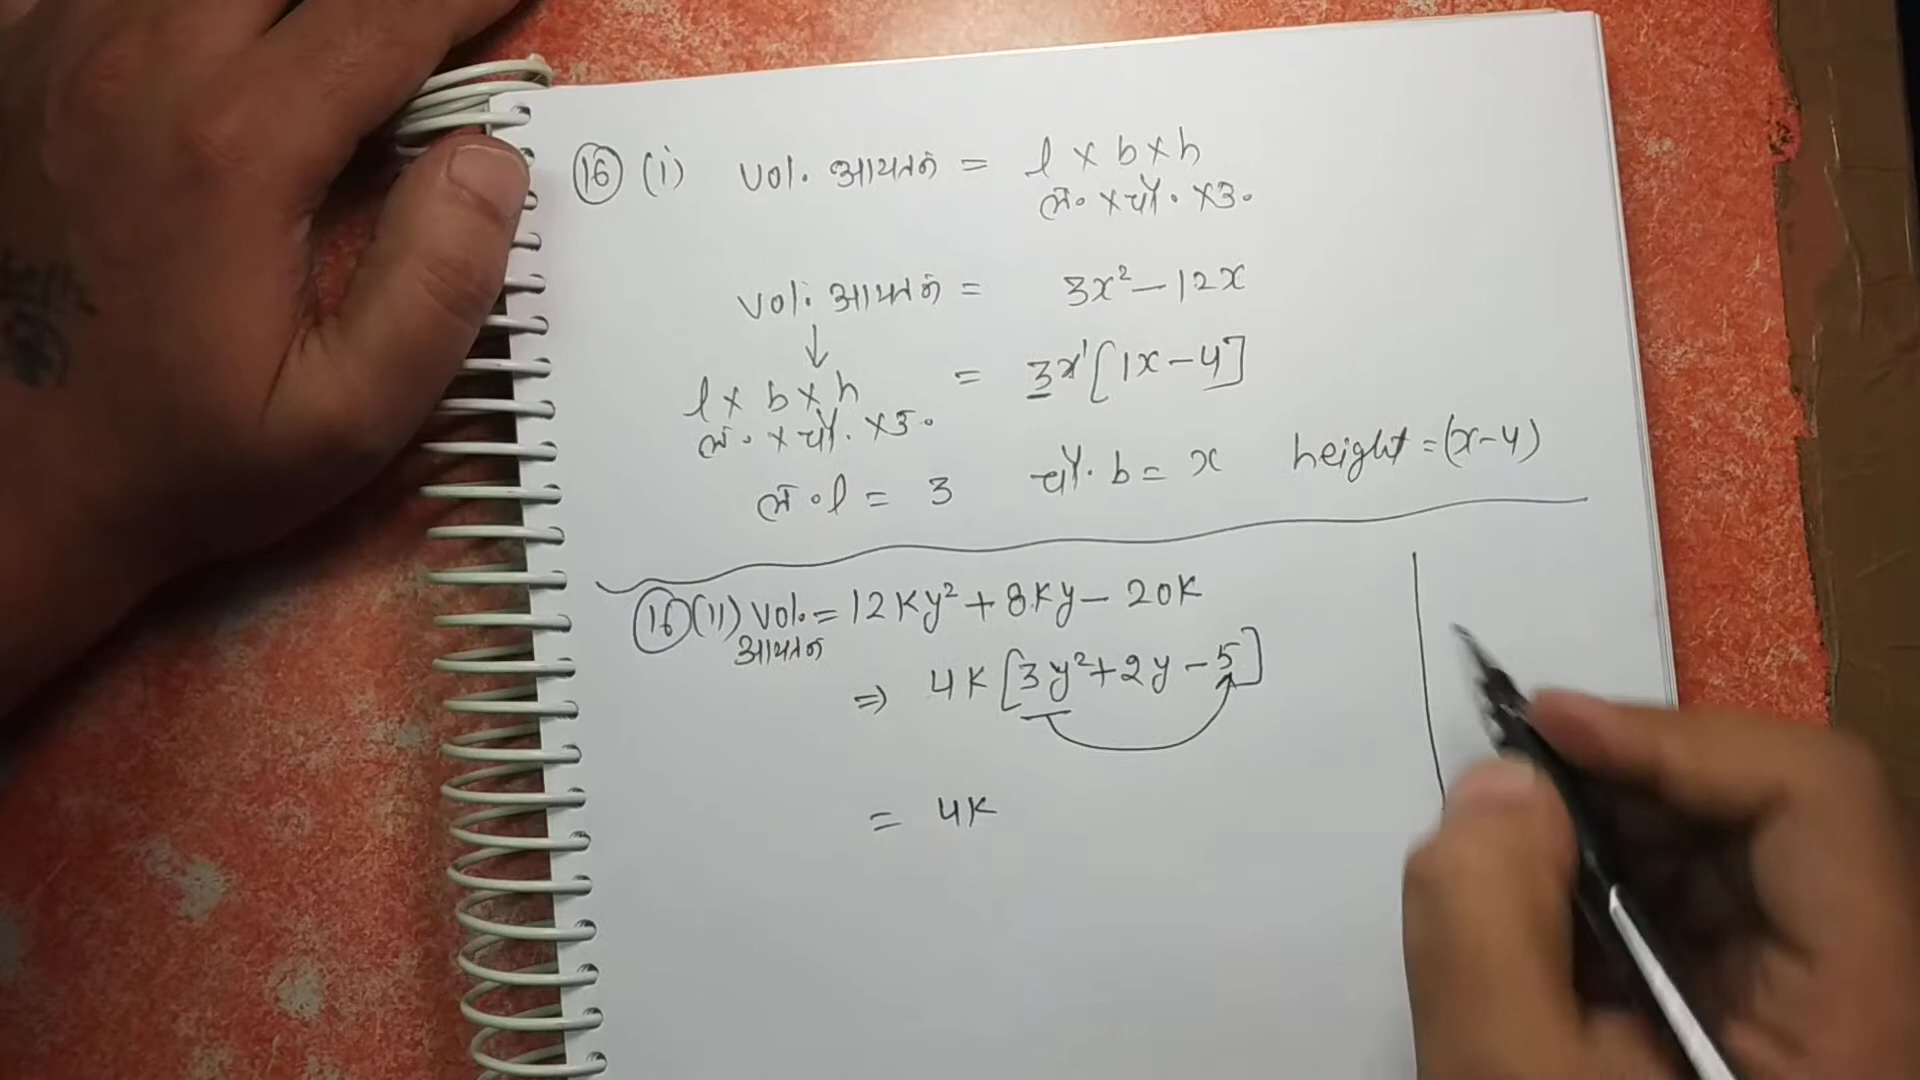 16 (i) Vol. आयतन = l × b × h
लं॰ × चौ॰ × उ॰
Vol. आयतन = 3x² − 12x
↓
l × b × h = 3x¹[1x − 4]
लं॰ × चौ॰ × उ॰
लं॰ l = 3 चौ॰ b = x height = (x − 4)
16 (II) Vol. = 12Ky² + 8Ky − 20K
आयतन
⇒ 4K[3y² + 2y − 5]
= 4K